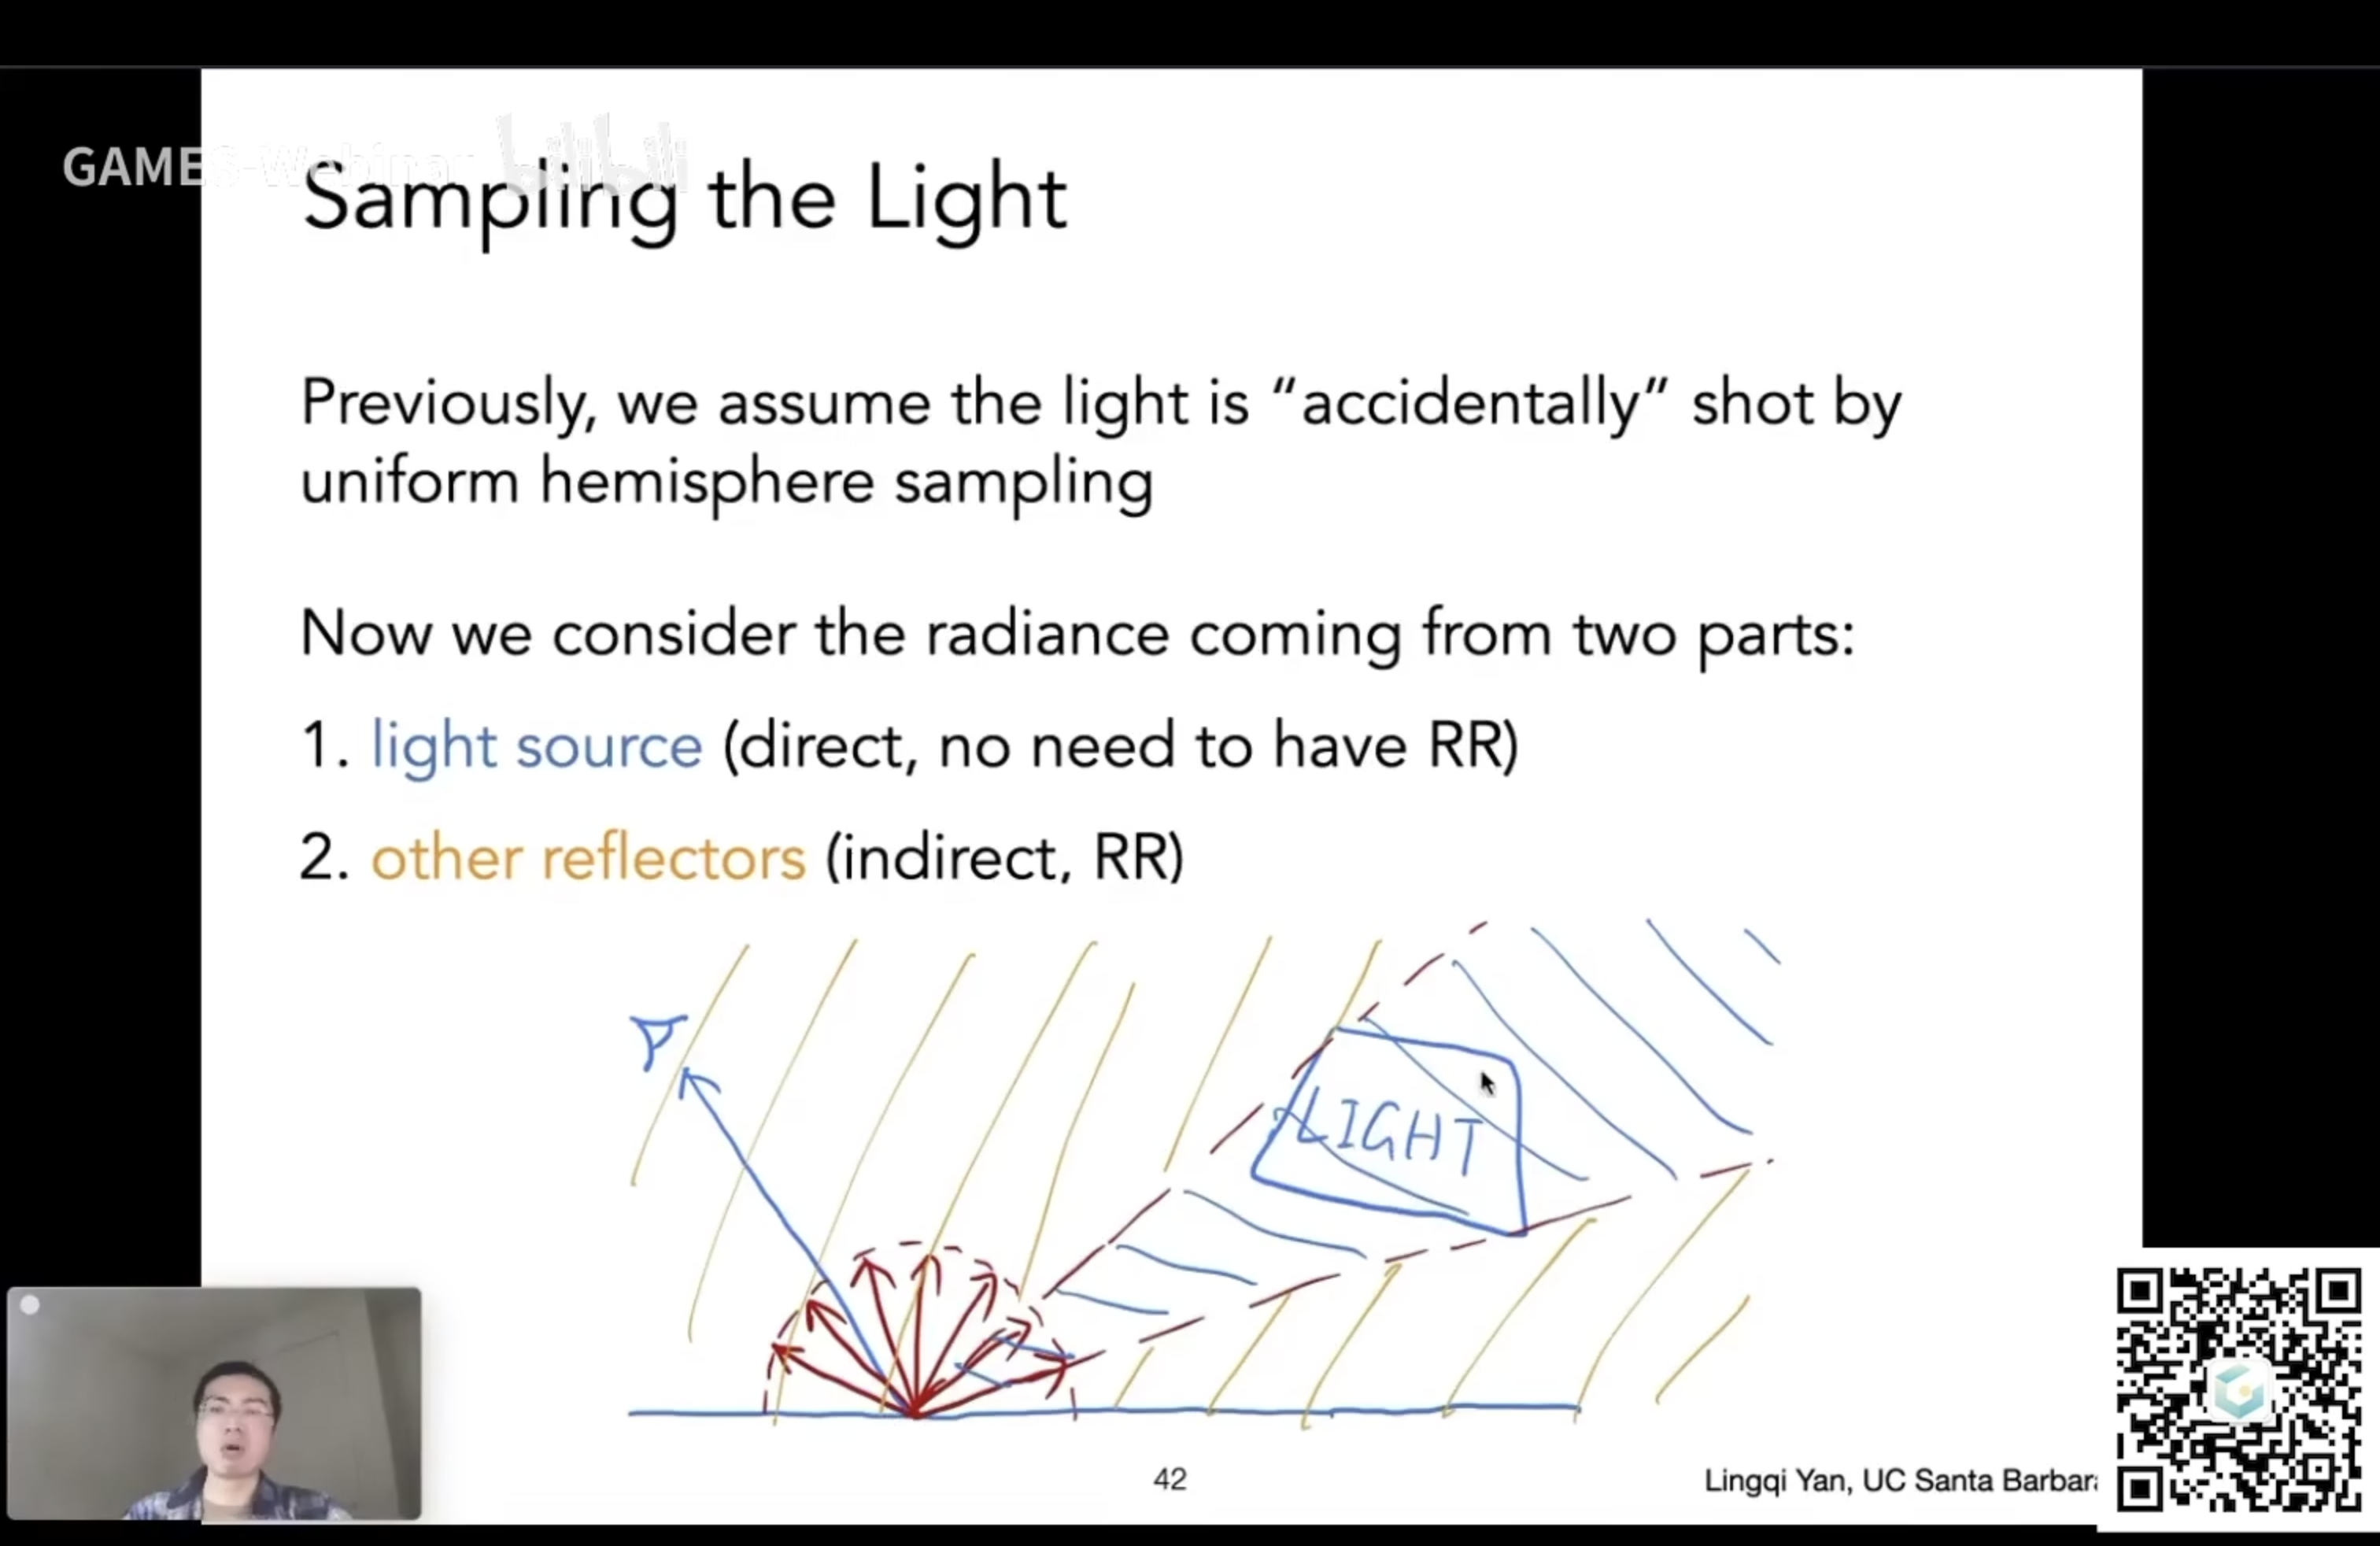 GAMES-Webinar bilibili
Sampling the Light
Previously, we assume the light is “accidentally” shot by
uniform hemisphere sampling
Now we consider the radiance coming from two parts:
1. light source (direct, no need to have RR)
2. other reflectors (indirect, RR)
LIGHT
42
Lingqi Yan, UC Santa Barbara